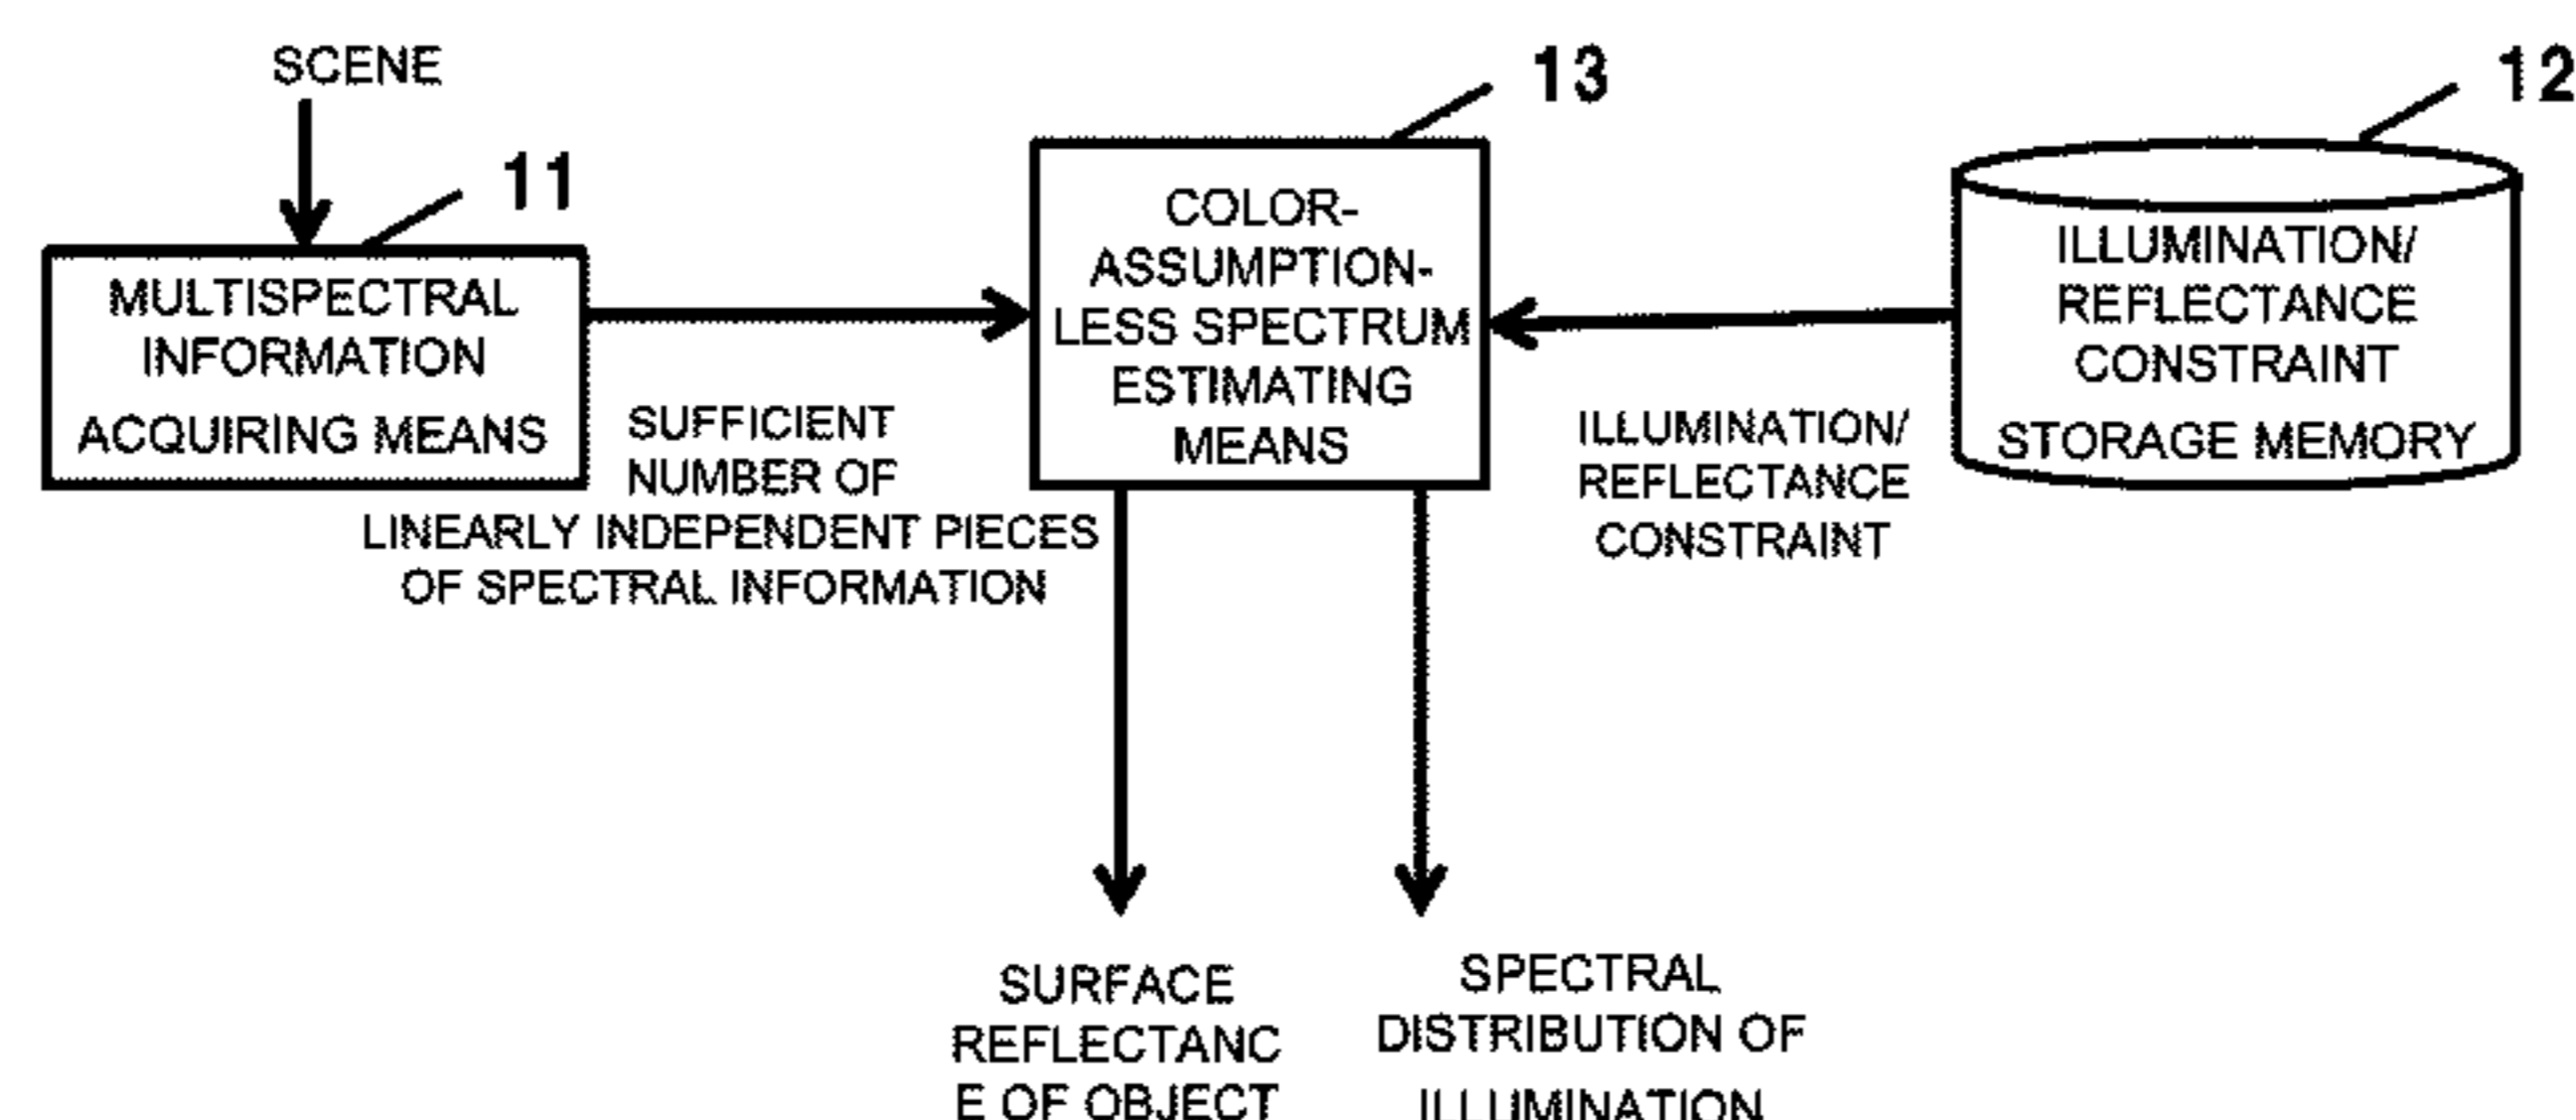 SCENE
11
MULTISPECTRAL
INFORMATION
ACQUIRING MEANS
SUFFICIENT
NUMBER OF
LINEARLY INDEPENDENT PIECES
OF SPECTRAL INFORMATION
13
COLOR-
ASSUMPTION-
LESS SPECTRUM
ESTIMATING
MEANS
ILLUMINATION/
REFLECTANCE
CONSTRAINT
12
ILLUMINATION/
REFLECTANCE
CONSTRAINT
STORAGE MEMORY
SURFACE
REFLECTANC
E OF OBJECT
SPECTRAL
DISTRIBUTION OF
ILLUMINATION